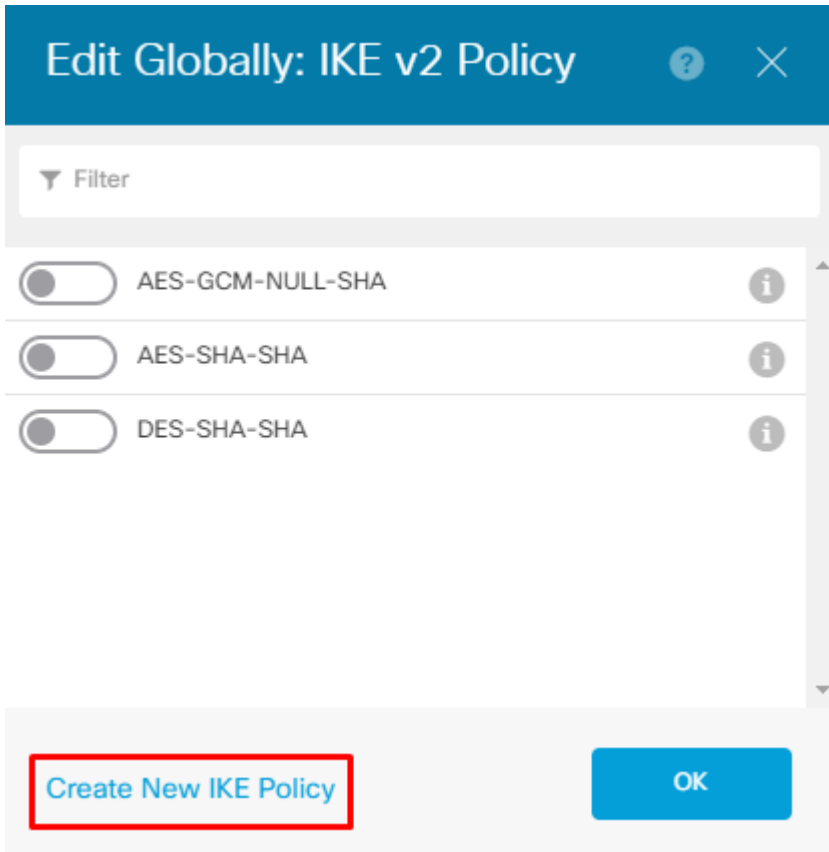 Edit Globally: IKE v2 Policy
Filter
AES-GCM-NULL-SHA
AES-SHA-SHA
DES-SHA-SHA
Create New IKE Policy
OK